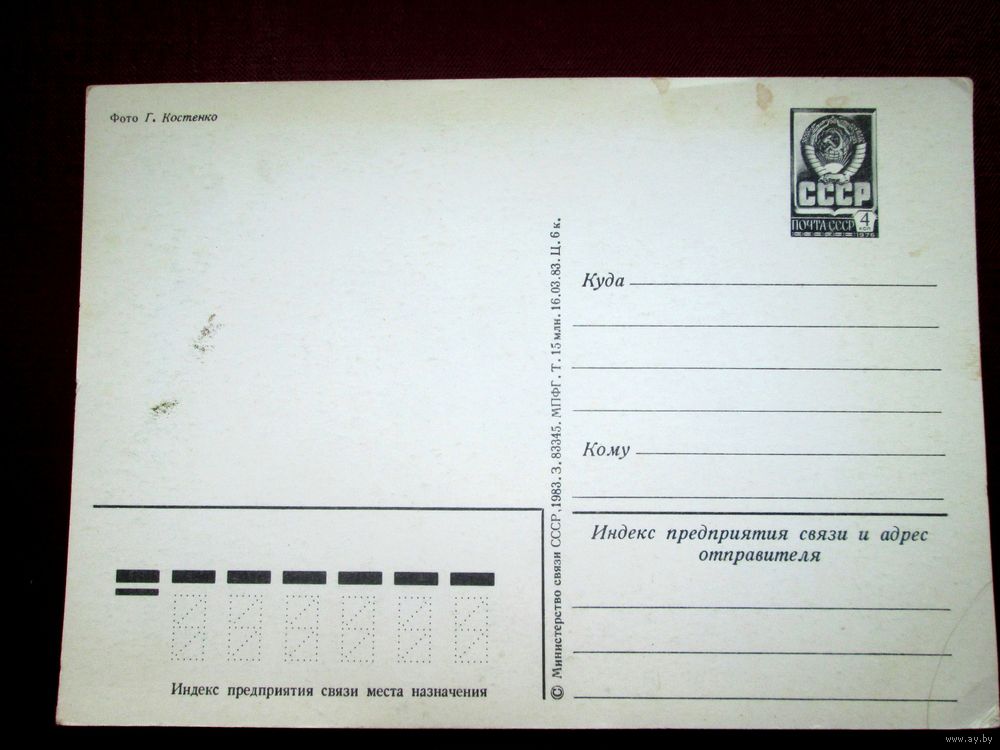 Фото Г. Костенко
СССР
ПОЧТА СССР
4
КОП
1976
Куда
Кому
Индекс предприятия связи и адрес
отправителя
© Министерство связи СССР, 1983. З. 83345. МПФГ. Т. 15 млн. 16.03.83. Ц. 6 к.
Индекс предприятия связи места назначения
www.ay.by